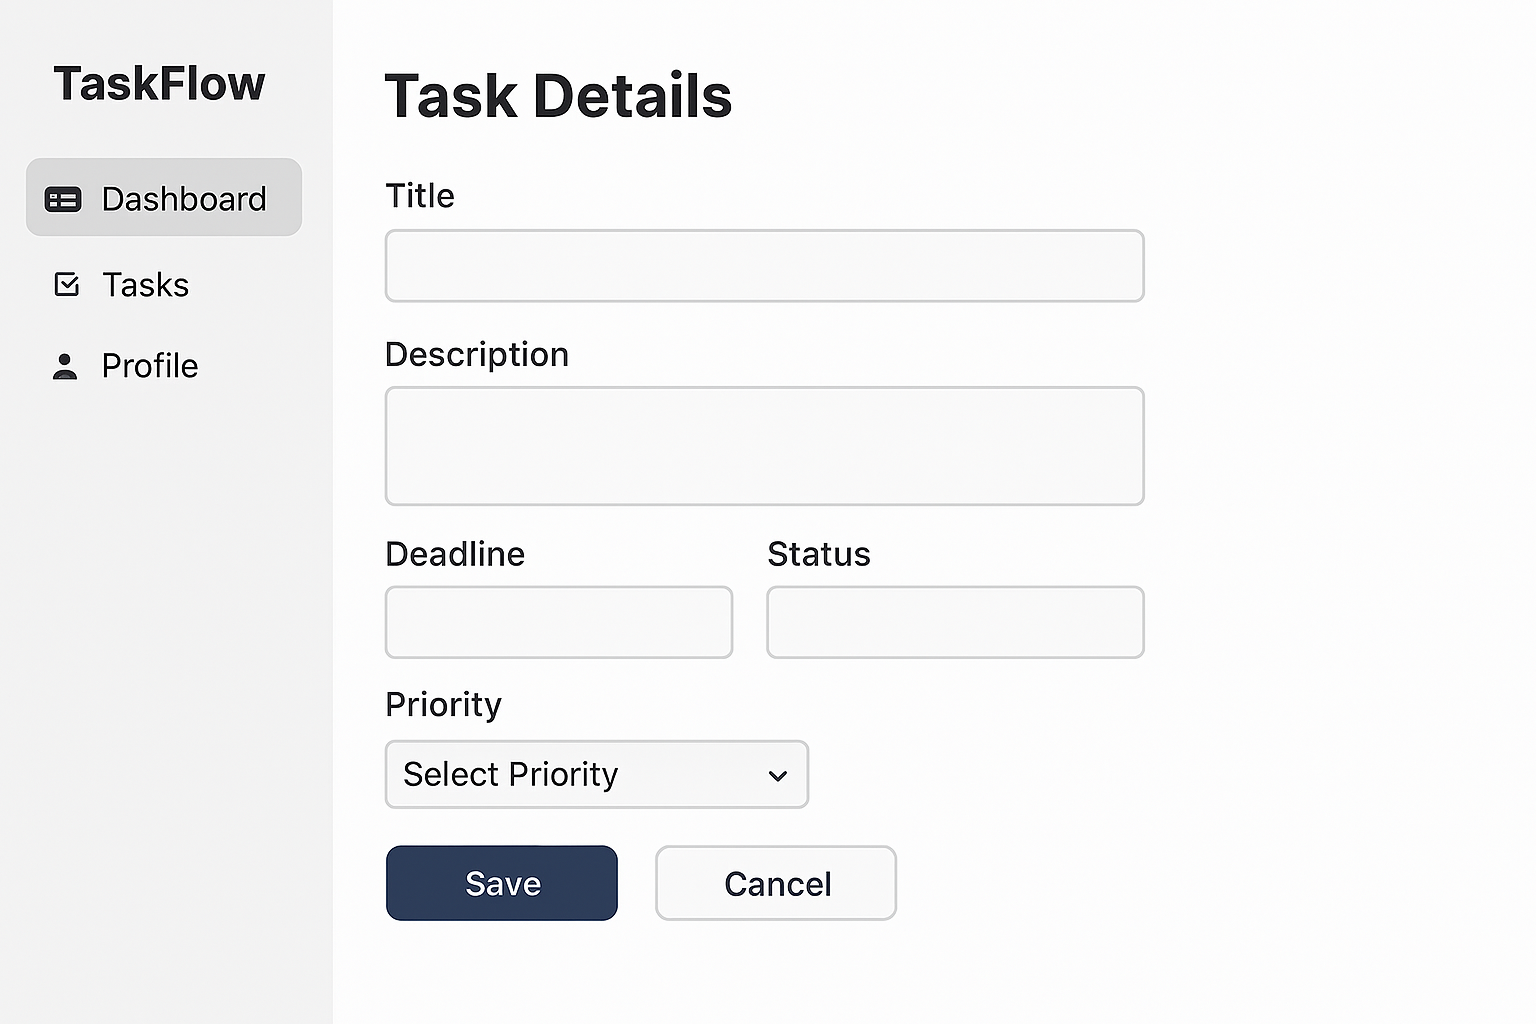 TaskFlow
Dashboard
Tasks
Profile
Task Details
Title
Description
Deadline
Status
Priority
Select Priority
Save
Cancel